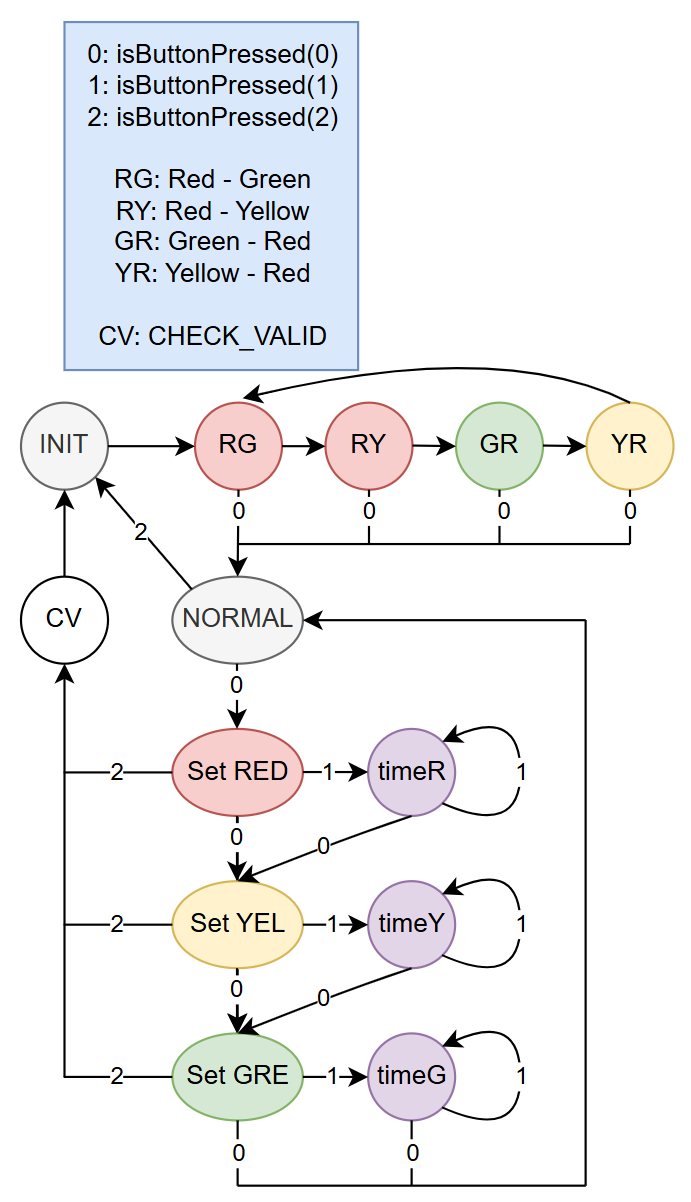 0: isButtonPressed(0)
1: isButtonPressed(1)
2: isButtonPressed(2)
RG: Red - Green
RY: Red - Yellow
GR: Green - Red
YR: Yellow - Red
CV: CHECK_VALID
INIT
RG
RY
GR
YR
0
0
0
0
2
CV
NORMAL
0
2
Set RED
1
timeR
1
0
0
2
Set YEL
1
timeY
1
0
0
2
Set GRE
1
timeG
1
0
0